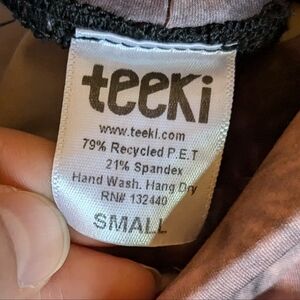 teeki
www.teeki.com
79% Recycled P.E.T
21% Spandex
Hand Wash. Hang Dry
RN# 132440
SMALL